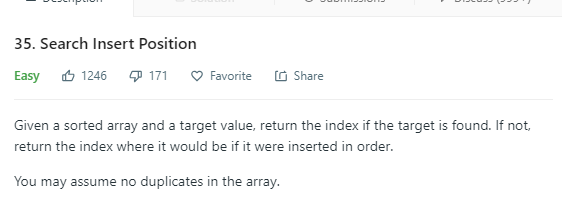 Description
35. Search Insert Position
Easy 1246 171 Favorite Share
Given a sorted array and a target value, return the index if the target is found. If not,
return the index where it would be if it were inserted in order.
You may assume no duplicates in the array.